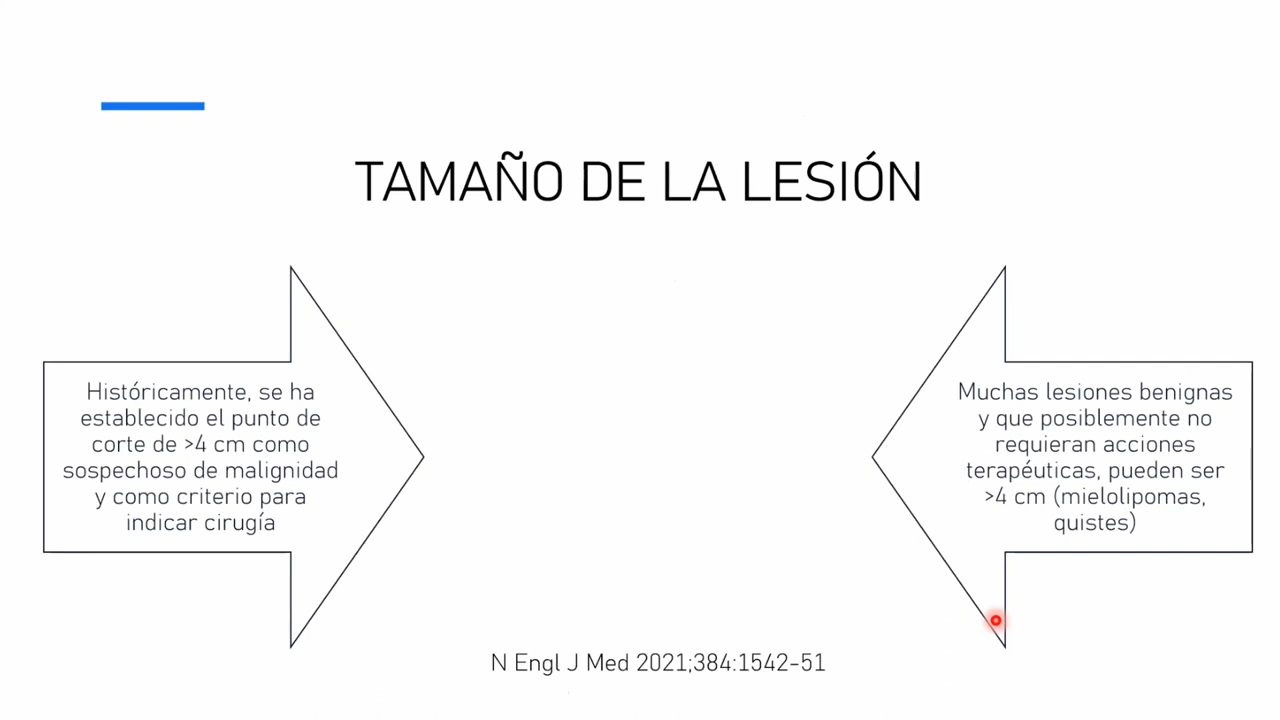 TAMAÑO DE LA LESIÓN
Históricamente, se ha
establecido el punto de
corte de >4 cm como
sospechoso de malignidad
y como criterio para
indicar cirugía
Muchas lesiones benignas
y que posiblemente no
requieran acciones
terapéuticas, pueden ser
>4 cm (mielolipomas,
quistes)
N Engl J Med 2021;384:1542-51